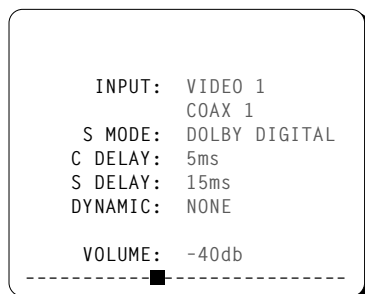 INPUT: VIDEO 1
COAX 1
S MODE: DOLBY DIGITAL
C DELAY: 5ms
S DELAY: 15ms
DYNAMIC: NONE
VOLUME: -40db